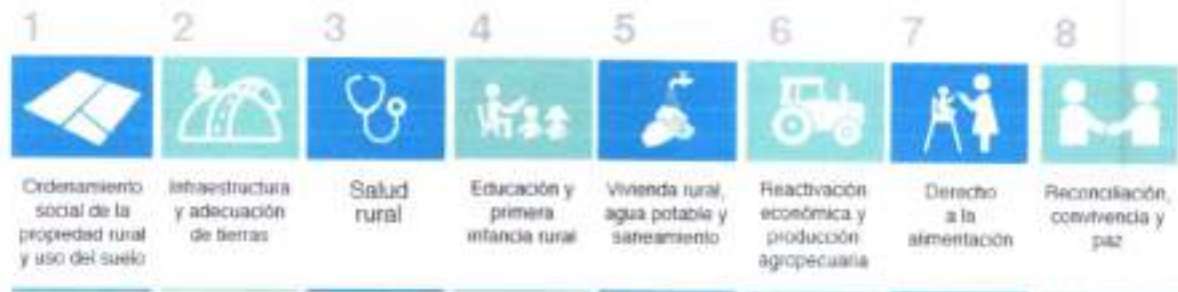 1
2
3
4
5
6
7
8
Ordenamiento
social de la
propiedad rural
y uso del suelo
Infraestructura
y adecuación
de tierras
Salud
rural
Educación y
primera
infancia rural
Vivienda rural,
agua potable y
saneamiento
Reactivación
económica y
producción
agropecuaria
Derecho
a la
alimentación
Reconciliación,
convivencia y
paz